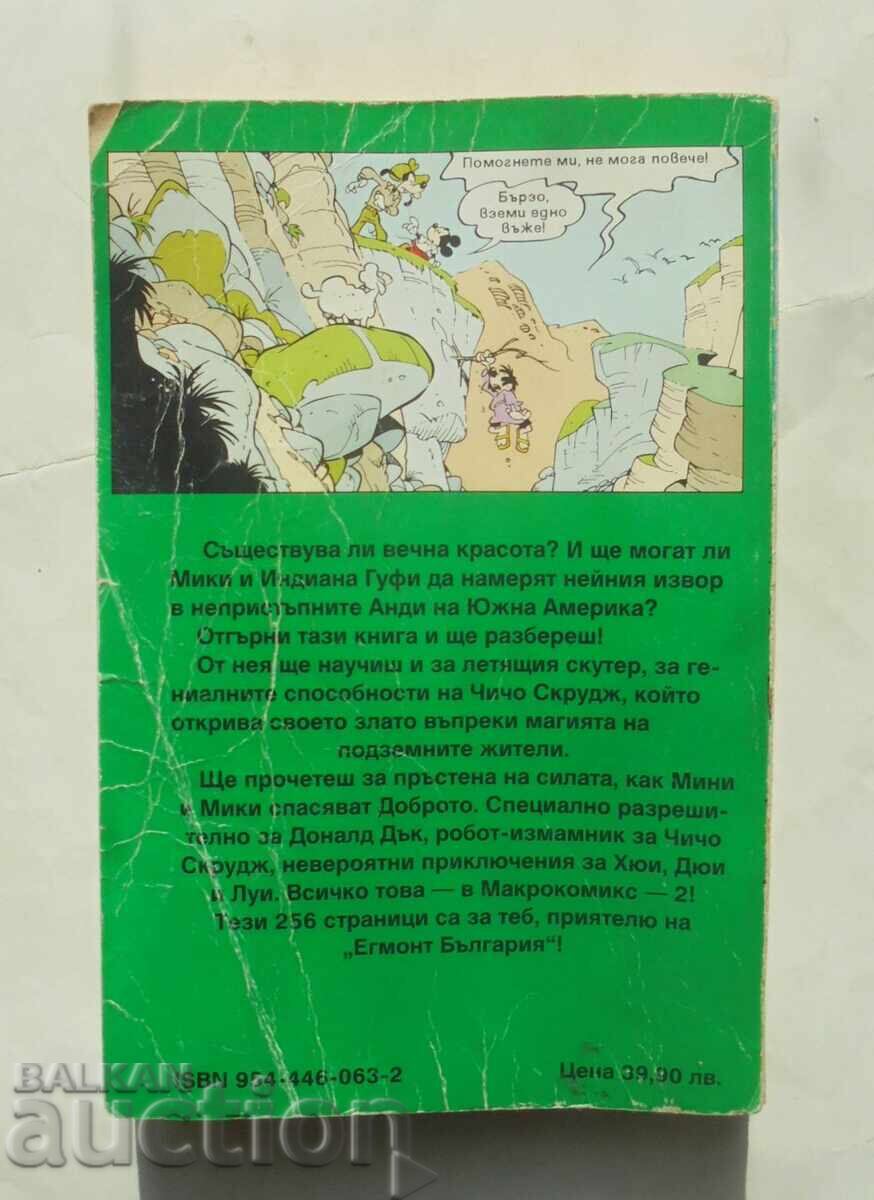 Помогнете ми, не мога повече!
Бързо,
вземи едно
въже!
Съществува ли вечна красота? И ще могат ли
Мики и Индиана Гуфи да намерят нейния извор
в непристъпните Анди на Южна Америка?
Отгърни тази книга и ще разбереш!
От нея ще научиш и за летящия скутер, за ге-
ниалните способности на Чичо Скрудж, който
открива своето злато въпреки магията на
подземните жители.
Ще прочетеш за пръстена на силата, как Мини
и Мики спасяват Доброто. Специално разреши-
телно за Доналд Дък, робот-измамник за Чичо
Скрудж, невероятни приключения за Хюи, Дюи
и Луи. Всичко това — в Макрокомикс — 2!
Тези 256 страници са за теб, приятелю на
„Егмонт България“!
ISBN 954-446-063-2
Цена 39,90 лв.
BALKAN
auction